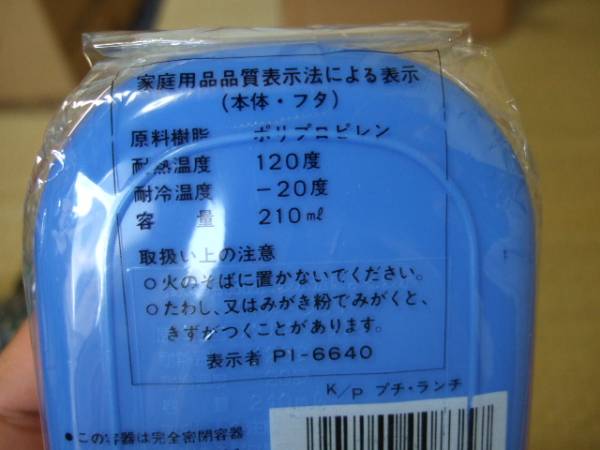 家庭用品品質表示法による表示
(本体・フタ)
原料樹脂 ポリプロピレン
耐熱温度 120度
耐冷温度 −20度
容量 210㎖
取扱い上の注意
○火のそばに置かないでください。
○たわし、又はみがき粉でみがくと、
きずがつくことがあります。
表示者 PI-6640
K/P プチ・ランチ
●この容器は完全密閉容器